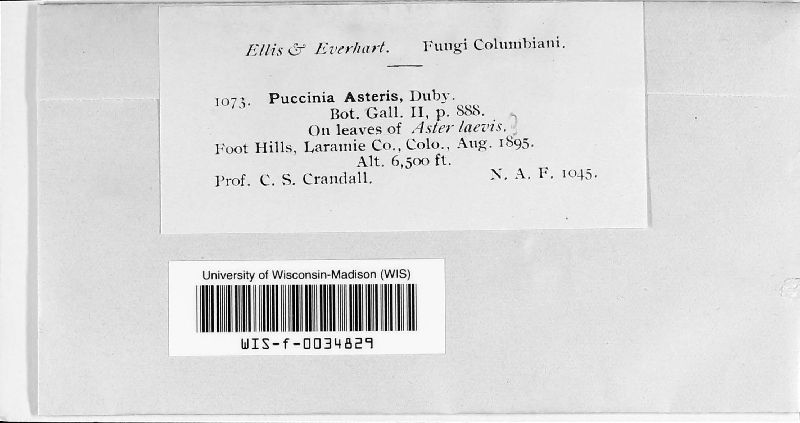 Ellis & Everhart. Fungi Columbiani.
1073. Puccinia Asteris, Duby.
Bot. Gall. II, p. 888.
On leaves of Aster laevis. ?
Foot Hills, Laramie Co., Colo., Aug. 1895.
Alt. 6,500 ft.
Prof. C. S. Crandall. N. A. F. 1045.
University of Wisconsin-Madison (WIS)
WIS-f-0034829